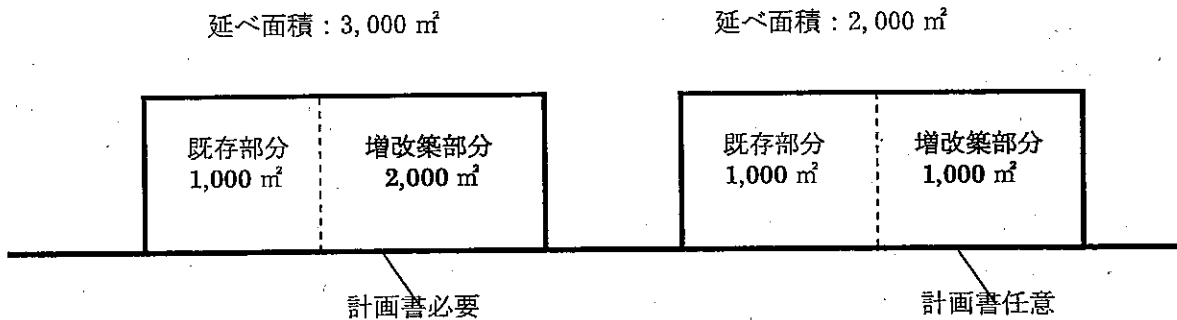 延べ面積：3,000 ㎡
延べ面積：2,000 ㎡
既存部分
1,000 ㎡
増改築部分
2,000 ㎡
既存部分
1,000 ㎡
増改築部分
1,000 ㎡
計画書必要
計画書任意